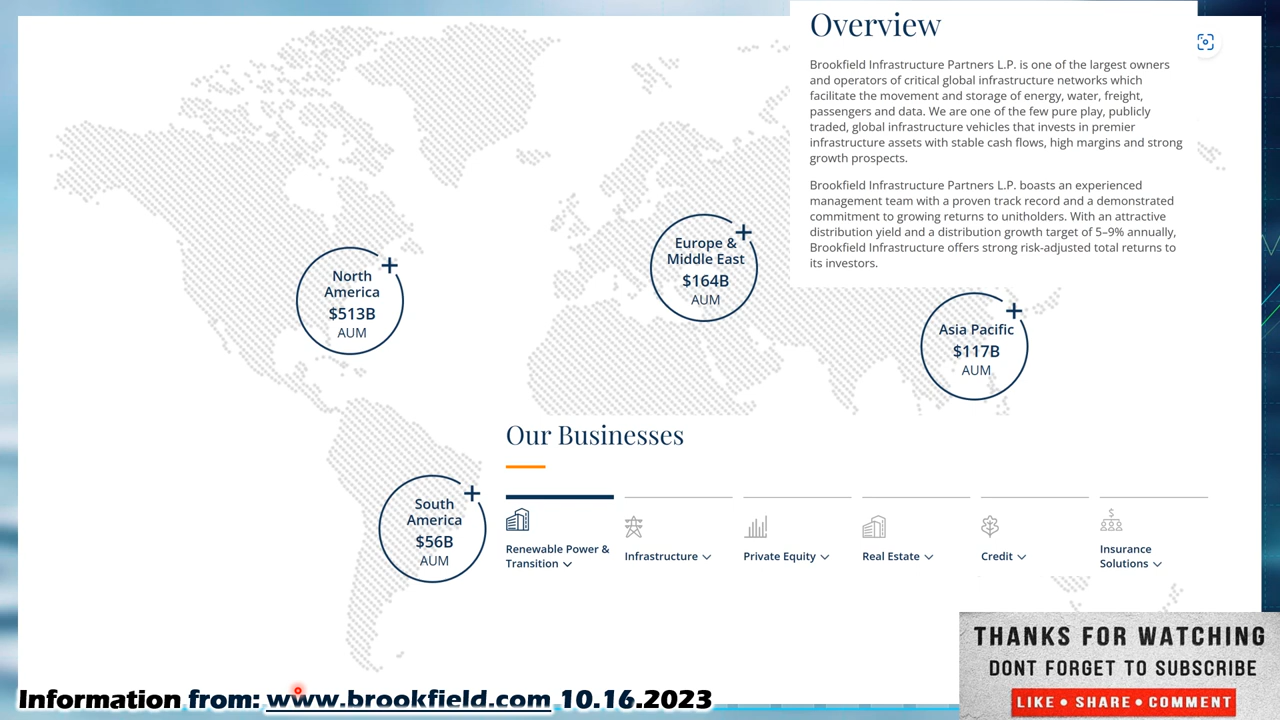 Overview
Brookfield Infrastructure Partners L.P. is one of the largest owners
and operators of critical global infrastructure networks which
facilitate the movement and storage of energy, water, freight,
passengers and data. We are one of the few pure play, publicly
traded, global infrastructure vehicles that invests in premier
infrastructure assets with stable cash flows, high margins and strong
growth prospects.
Brookfield Infrastructure Partners L.P. boasts an experienced
management team with a proven track record and a demonstrated
commitment to growing returns to unitholders. With an attractive
distribution yield and a distribution growth target of 5–9% annually,
Brookfield Infrastructure offers strong risk-adjusted total returns to
its investors.
North
America
$513B
AUM
Europe &
Middle East
$164B
AUM
Asia Pacific
$117B
AUM
South
America
$56B
AUM
Our Businesses
Renewable Power &
Transition
Infrastructure
Private Equity
Real Estate
Credit
Insurance
Solutions
THANKS FOR WATCHING
DONT FORGET TO SUBSCRIBE
LIKE • SHARE • COMMENT
Information from: www.brookfield.com 10.16.2023